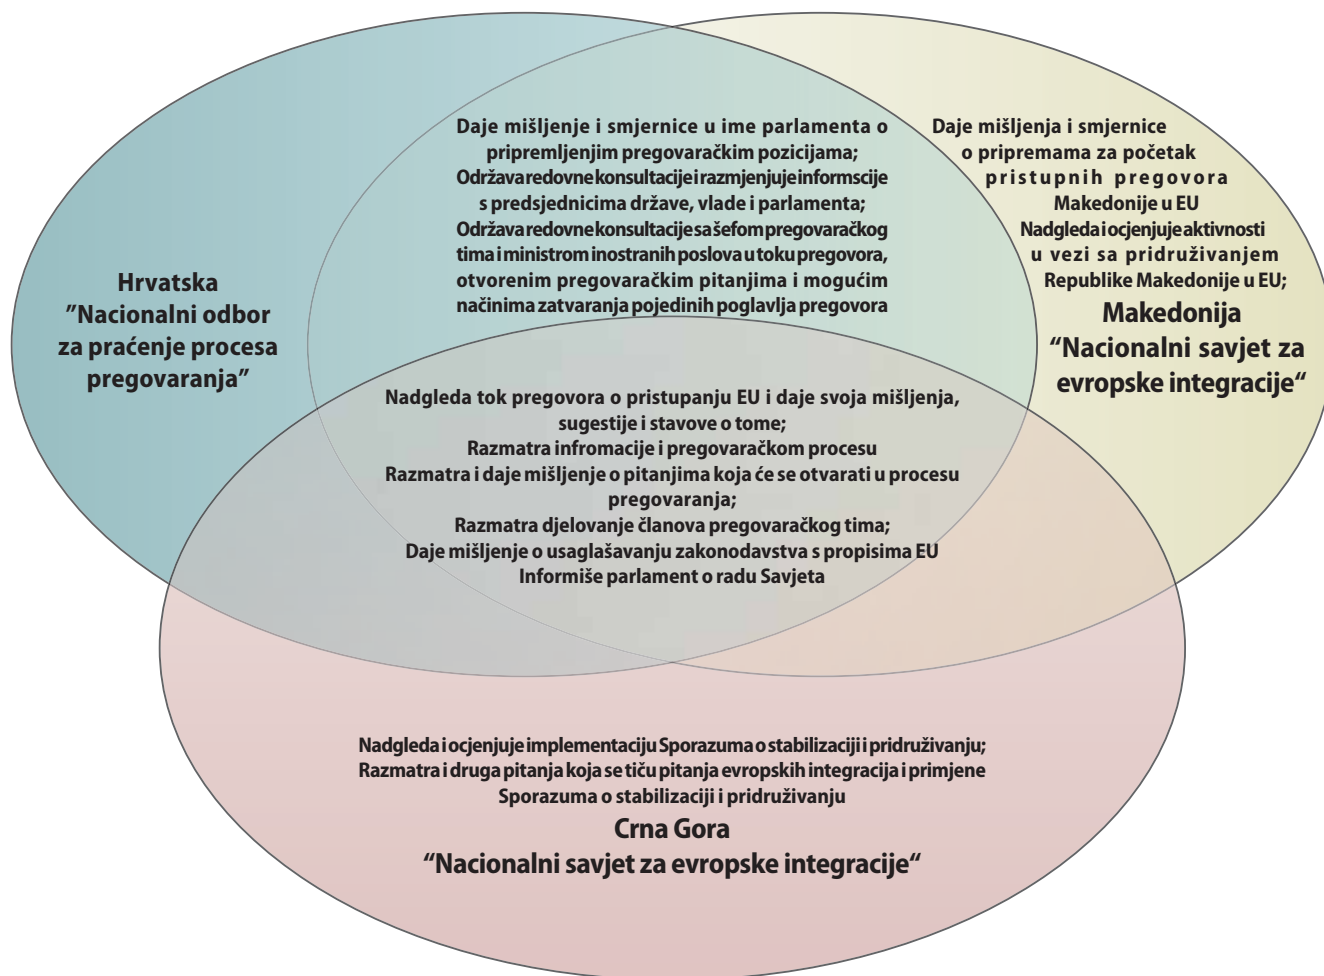 Daje mišljenje i smjernice u ime parlamenta o
pripremljenim pregovaračkim pozicijama;
Održava redovne konsultacije i razmjenjuje informscije
s predsjednicima države, vlade i parlamenta;
Održava redovne konsultacije sa šefom pregovaračkog
tima i ministrom inostranih poslova u toku pregovora,
otvorenim pregovaračkim pitanjima i mogućim
načinima zatvaranja pojedinih poglavlja pregovora
Daje mišljenja i smjernice
o pripremama za početak
pristupnih pregovora
Makedonije u EU
Nadgleda i ocjenjuje aktivnosti
u vezi sa pridruživanjem
Republike Makedonije u EU;
Makedonija
“Nacionalni savjet za
evropske integracije“
Hrvatska
”Nacionalni odbor
za praćenje procesa
pregovaranja”
Nadgleda tok pregovora o pristupanju EU i daje svoja mišljenja,
sugestije i stavove o tome;
Razmatra infromacije i pregovaračkom procesu
Razmatra i daje mišljenje o pitanjima koja će se otvarati u procesu
pregovaranja;
Razmatra djelovanje članova pregovaračkog tima;
Daje mišljenje o usaglašavanju zakonodavstva s propisima EU
Informiše parlament o radu Savjeta
Nadgleda i ocjenjuje implementaciju Sporazuma o stabilizaciji i pridruživanju;
Razmatra i druga pitanja koja se tiču pitanja evropskih integracija i primjene
Sporazuma o stabilizaciji i pridruživanju
Crna Gora
“Nacionalni savjet za evropske integracije“